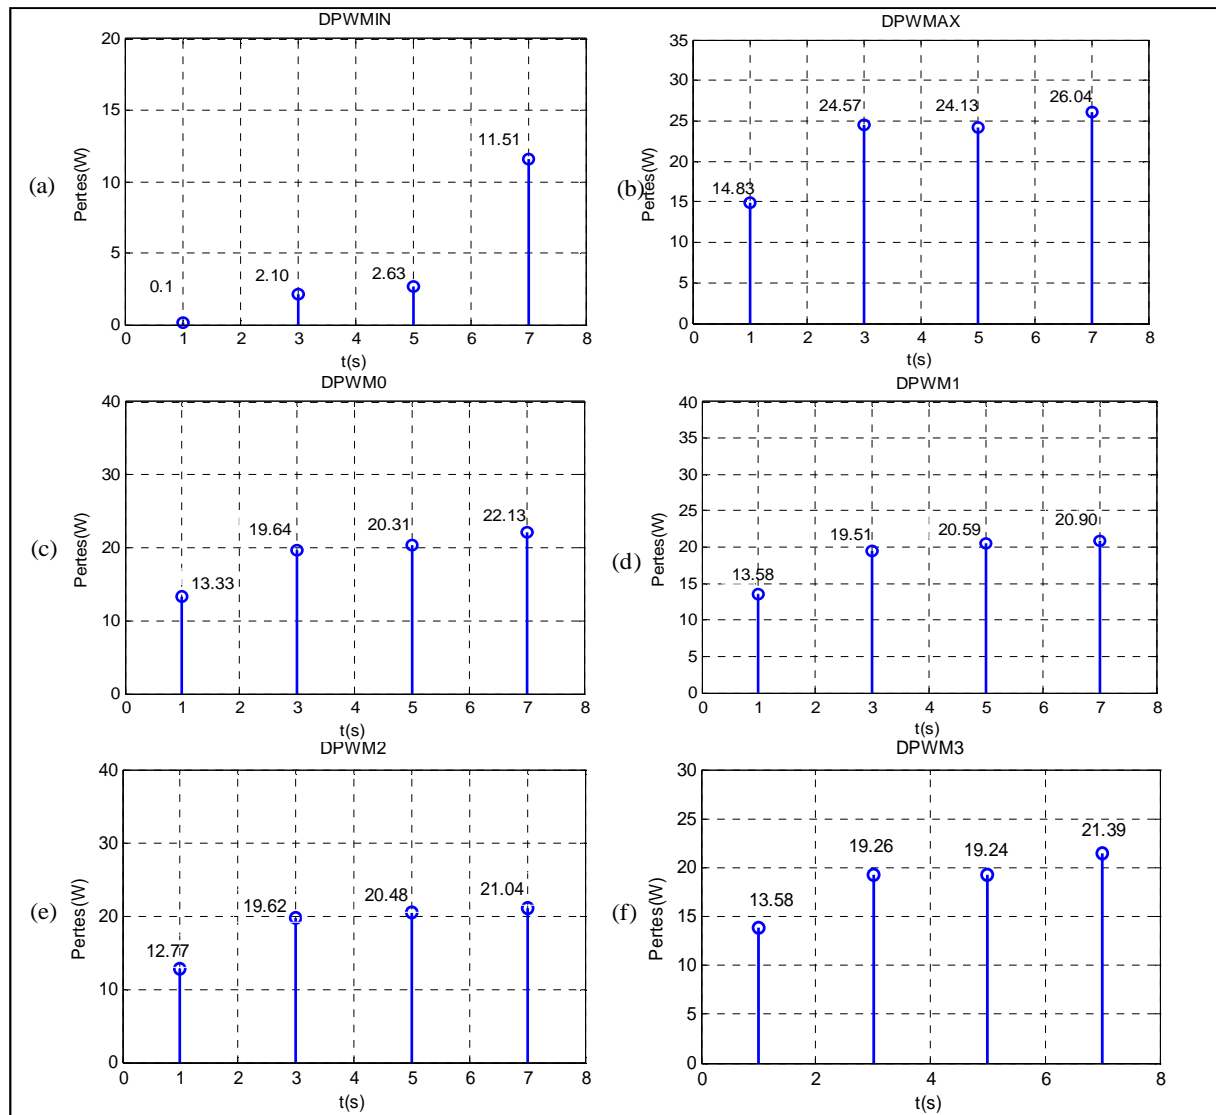 DPWMIN
20
15
10
5
0
Pertes(W)
(a)
0.1
2.10
2.63
11.51
0 1 2 3 4 5 6 7 8
t(s)
DPWMAX
35
30
25
20
15
10
5
0
Pertes(W)
(b)
14.83
24.57
24.13
26.04
0 1 2 3 4 5 6 7 8
t(s)
DPWM0
40
30
20
10
0
Pertes(W)
(c)
13.33
19.64
20.31
22.13
0 1 2 3 4 5 6 7 8
t(s)
DPWM1
40
35
30
25
20
15
10
5
0
Pertes(W)
(d)
13.58
19.51
20.59
20.90
0 1 2 3 4 5 6 7 8
t(s)
DPWM2
40
30
20
10
0
Pertes(W)
(e)
12.77
19.62
20.48
21.04
0 1 2 3 4 5 6 7 8
t(s)
DPWM3
30
25
20
15
10
5
0
Pertes(W)
(f)
13.58
19.26
19.24
21.39
0 2 4 6 8
t(s)